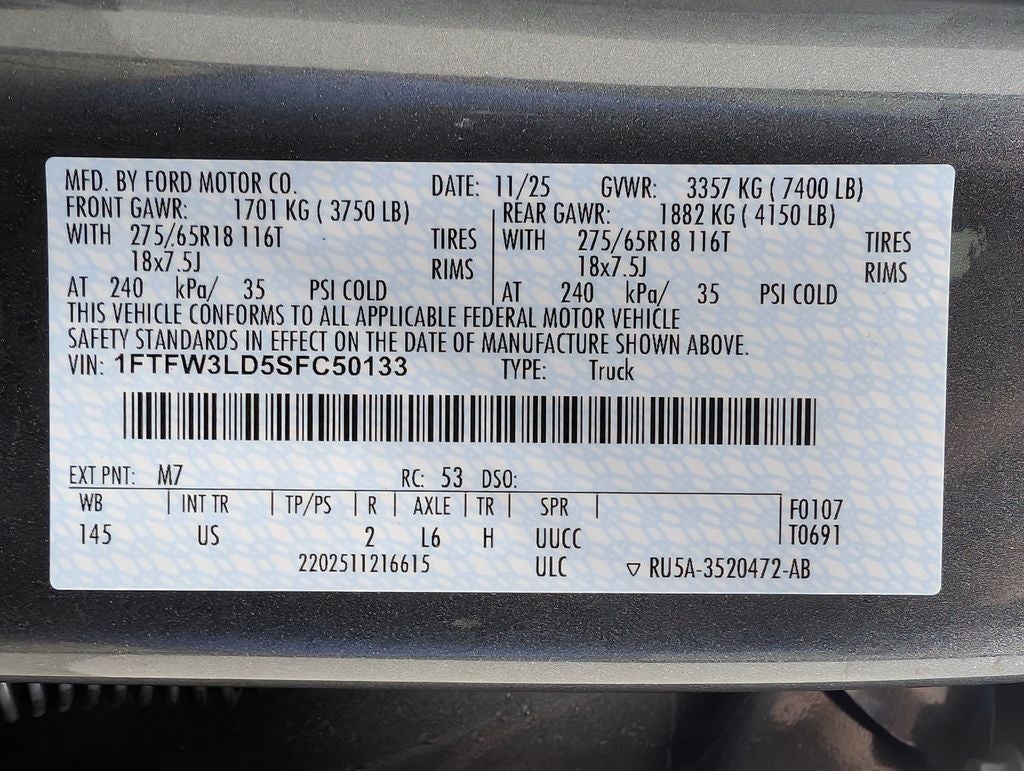 MFD. BY FORD MOTOR CO. DATE: 11/25 GVWR: 3357 KG ( 7400 LB)
FRONT GAWR: 1701 KG ( 3750 LB) REAR GAWR: 1882 KG ( 4150 LB)
WITH 275/65R18 116T TIRES WITH 275/65R18 116T TIRES
18x7.5J RIMS 18x7.5J RIMS
AT 240 kPa/ 35 PSI COLD AT 240 kPa/ 35 PSI COLD
THIS VEHICLE CONFORMS TO ALL APPLICABLE FEDERAL MOTOR VEHICLE
SAFETY STANDARDS IN EFFECT ON THE DATE OF MANUFACTURE SHOWN ABOVE.
VIN: 1FTFW3LD5SFC50133 TYPE: Truck
EXT PNT: M7 RC: 53 DSO:
WB INT TR TP/PS R AXLE TR SPR F0107
145 US 2 L6 H UUCC T0691
2202511216615 ULC ▽ RU5A-3520472-AB